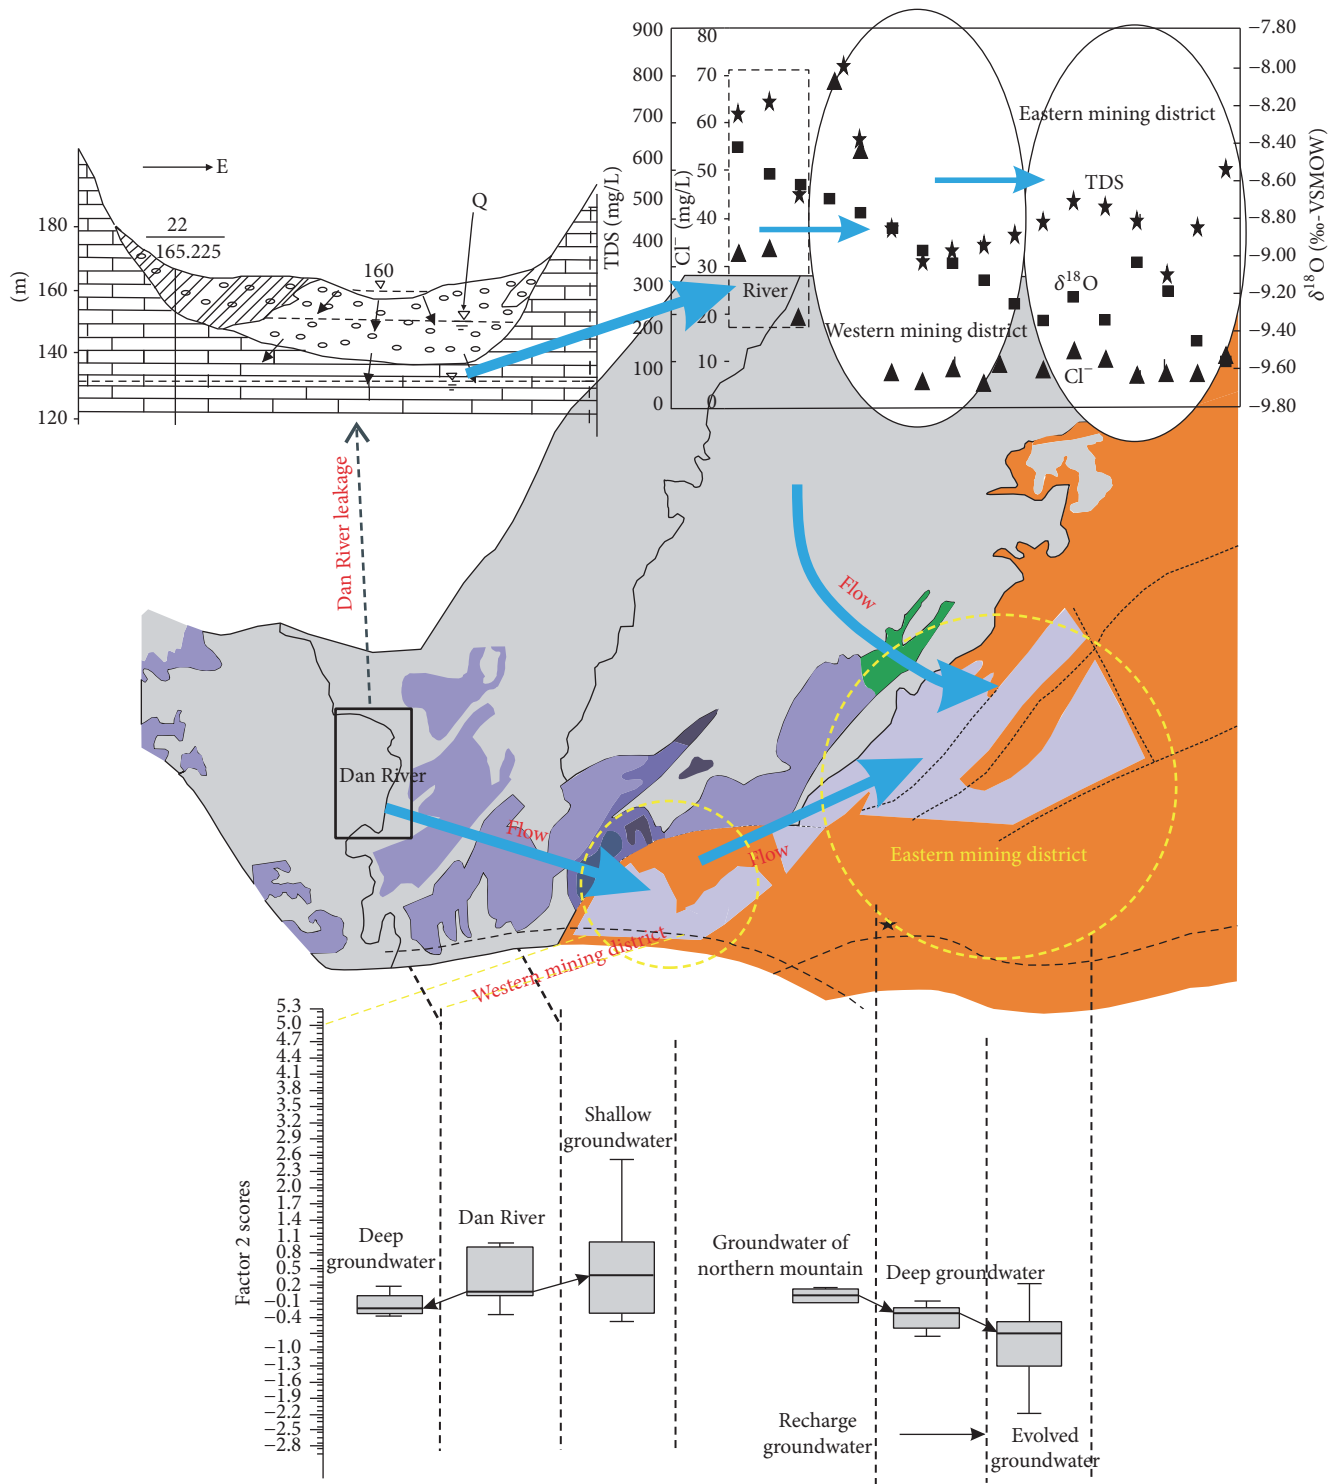 900
800
700
600
500
400
300
200
100
0
TDS (mg/L)
80
70
60
50
40
30
20
10
0
Cl⁻ (mg/L)
−7.80
−8.00
−8.20
−8.40
−8.60
−8.80
−9.00
−9.20
−9.40
−9.60
−9.80
δ¹⁸O (‰-VSMOW)
Eastern mining district
TDS
δ¹⁸O
Cl⁻
River
Western mining district
E
Q
22
165.225
160
180
160
140
120
(m)
Dan River leakage
Flow
Dan River
Flow
Flow
Eastern mining district
Western mining district
5.3
5.0
4.7
4.4
4.1
3.8
3.5
3.2
2.9
2.6
2.3
2.0
1.7
1.4
1.1
0.8
0.5
0.2
−0.1
−0.4
−1.0
−1.3
−1.6
−1.9
−2.2
−2.5
−2.8
Factor 2 scores
Deep
groundwater
Dan River
Shallow
groundwater
Groundwater of
northern mountain
Deep groundwater
Recharge
groundwater
Evolved
groundwater